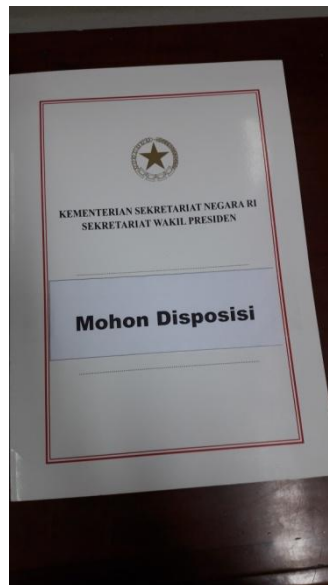 KEMENTERIAN SEKRETARIAT NEGARA RI
SEKRETARIAT WAKIL PRESIDEN
Mohon Disposisi